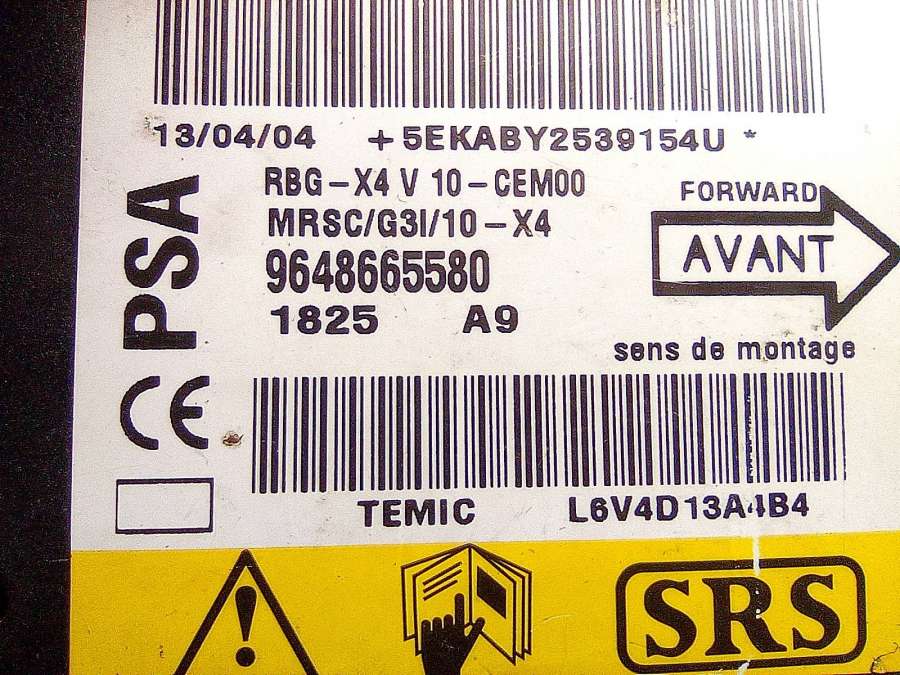 13/04/04 +5EKABY2539154U *
RBG-X4 V 10-CEM00
MRSC/G3I/10-X4
9648665580
1825 A9
PSA
FORWARD
AVANT
sens de montage
CE
TEMIC L6V4D13A4B4
!
SRS